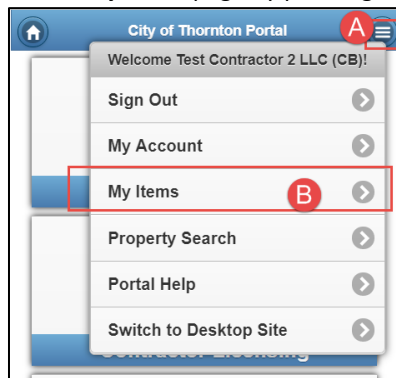 City of Thornton Portal
A
Welcome Test Contractor 2 LLC (CB)!
Sign Out
My Account
My Items
B
Property Search
Portal Help
Switch to Desktop Site
Contractor Licensing